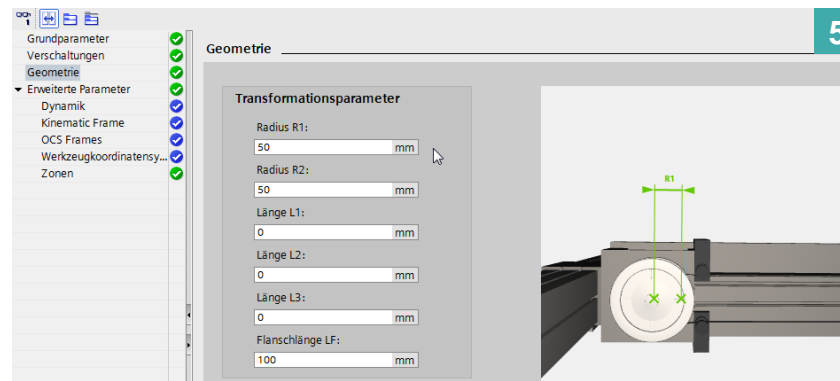 5
Grundparameter
Verschaltungen
Geometrie
Erweiterte Parameter
Dynamik
Kinematic Frame
OCS Frames
Werkzeugkoordinatensy...
Zonen
Geometrie
Transformationsparameter
Radius R1:
50 mm
Radius R2:
50 mm
Länge L1:
0 mm
Länge L2:
0 mm
Länge L3:
0 mm
Flanschlänge LF:
100 mm
R1